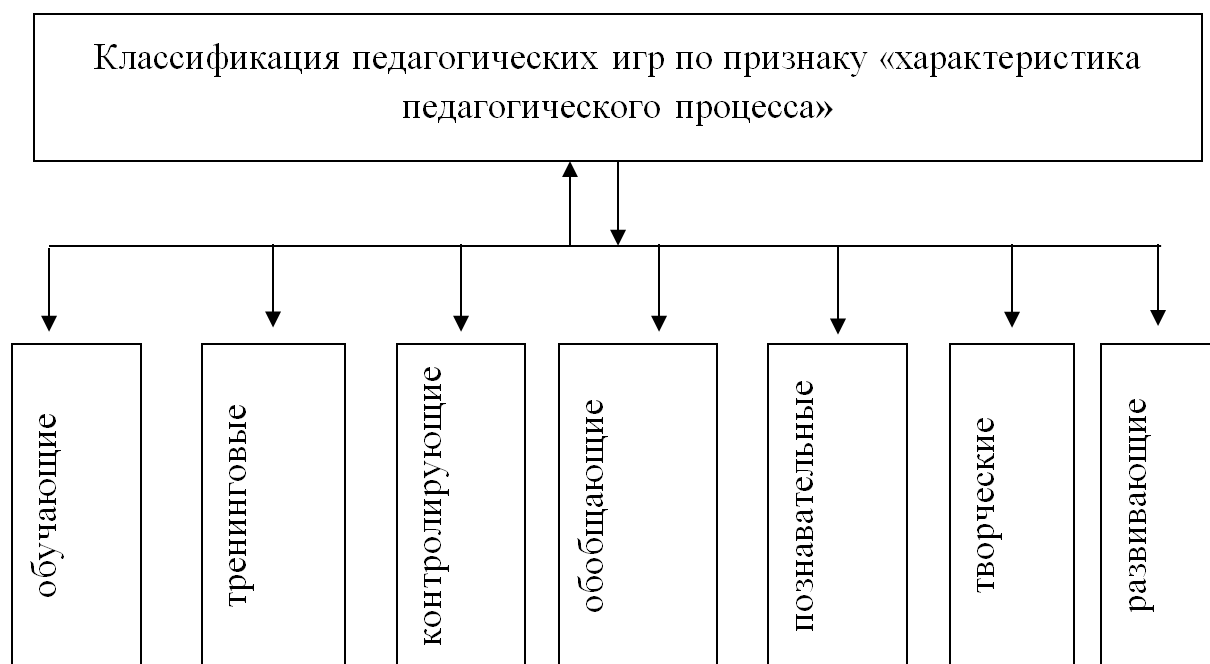 Классификация педагогических игр по признаку «характеристика
педагогического процесса»
обучающие
тренинговые
контролирующие
обобщающие
познавательные
творческие
развивающие